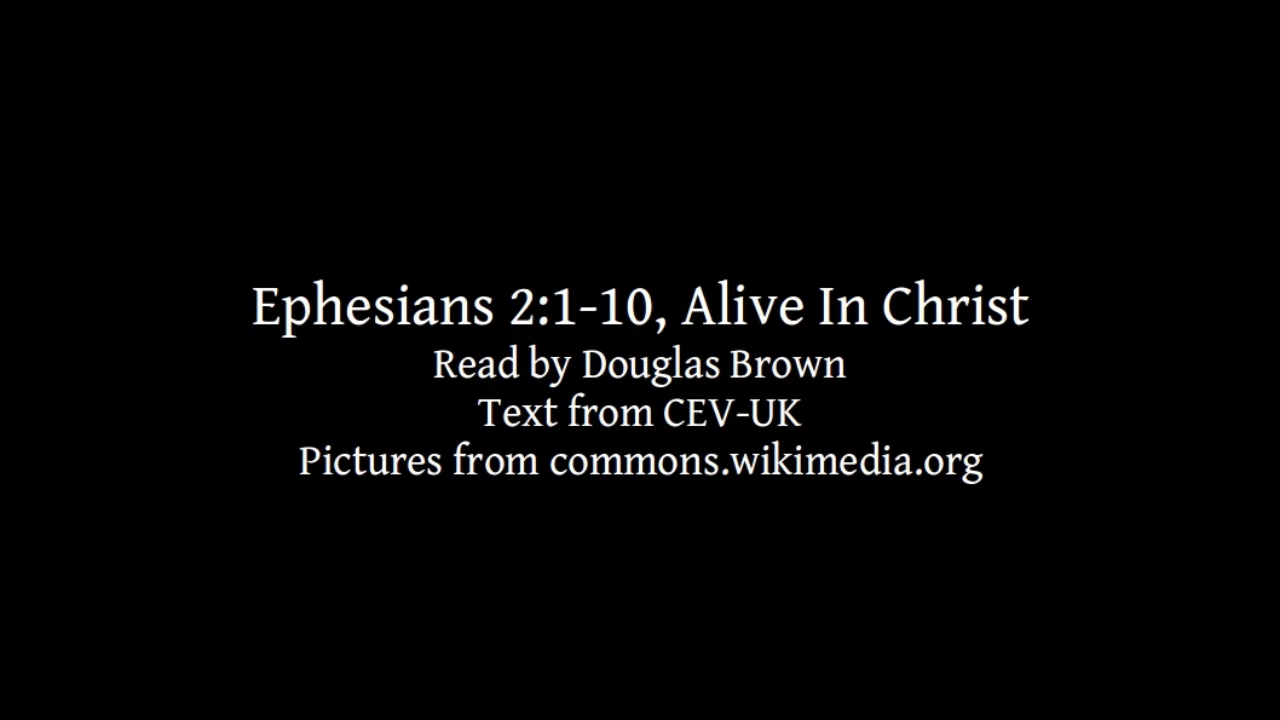 Ephesians 2:1-10, Alive In Christ
Read by Douglas Brown
Text from CEV-UK
Pictures from commons.wikimedia.org